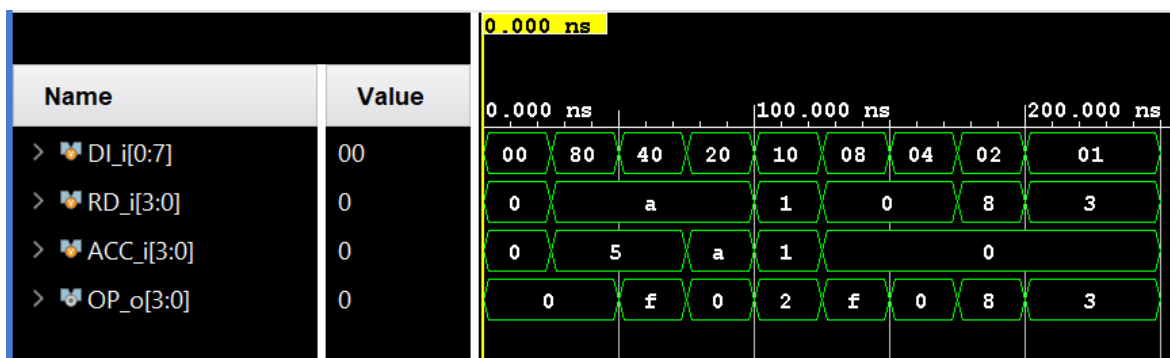 0.000 ns
Name Value
0.000 ns 100.000 ns 200.000 ns
> DI_i[0:7] 00 00 80 40 20 10 08 04 02 01
> RD_i[3:0] 0 0 a 1 0 8 3
> ACC_i[3:0] 0 0 5 a 1 0
> OP_o[3:0] 0 0 f 0 2 f 0 8 3